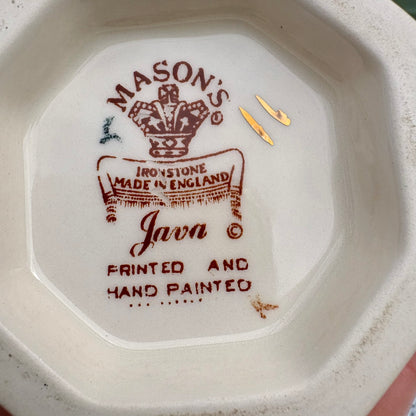 MASON'S ©
IRONSTONE
MADE IN ENGLAND
Java ©
PRINTED AND
HAND PAINTED